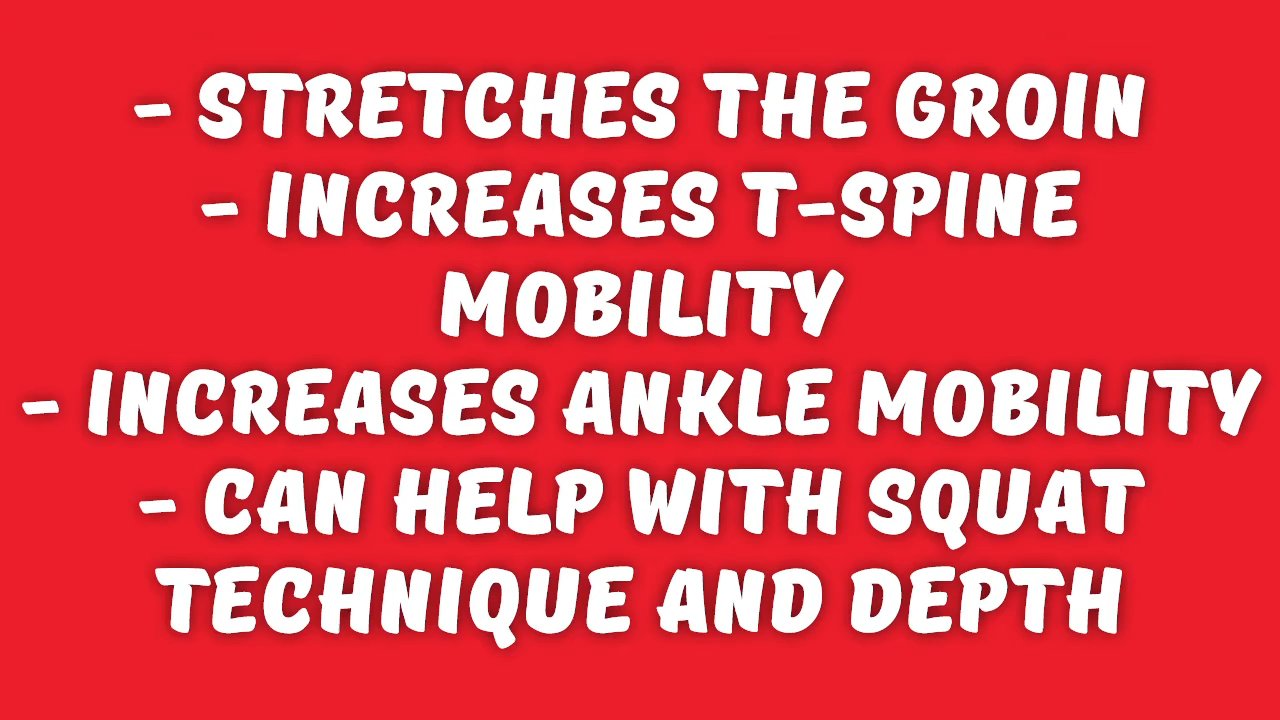 - STRETCHES THE GROIN
- INCREASES T-SPINE
MOBILITY
- INCREASES ANKLE MOBILITY
- CAN HELP WITH SQUAT
TECHNIQUE AND DEPTH